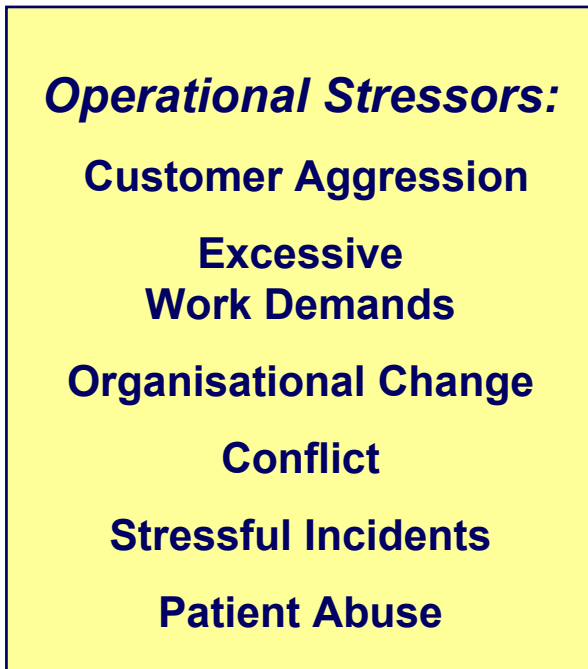 Operational Stressors:
Customer Aggression
Excessive
Work Demands
Organisational Change
Conflict
Stressful Incidents
Patient Abuse